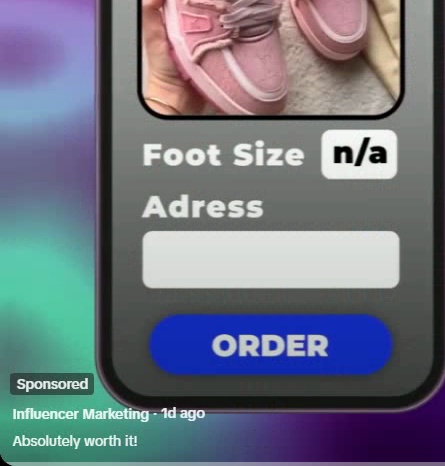 Foot Size n/a
Adress
ORDER
Sponsored
Influencer Marketing · 1d ago
Absolutely worth it!